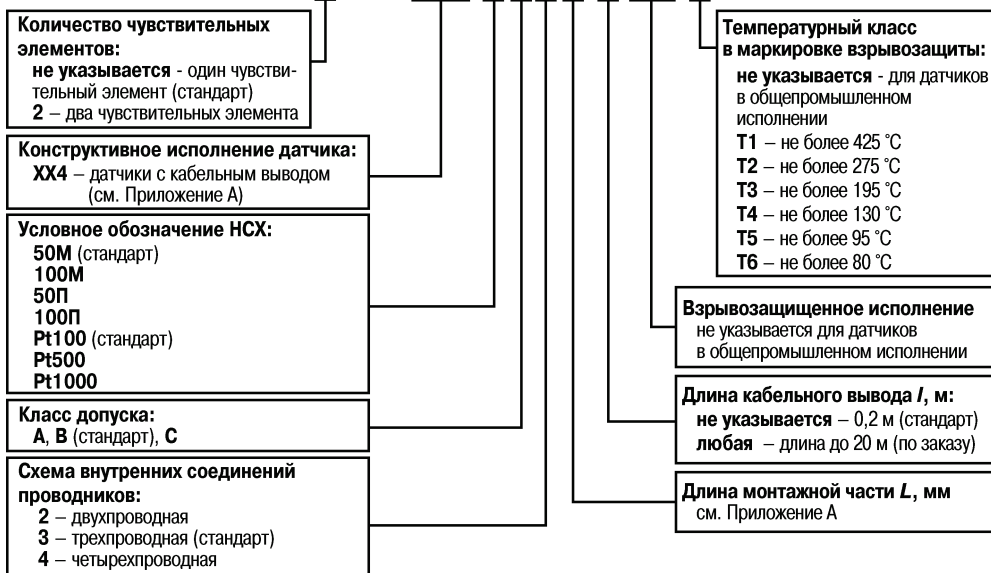 Количество чувствительных
элементов:
не указывается - один чувстви-
тельный элемент (стандарт)
2 – два чувствительных элемента
Конструктивное исполнение датчика:
ХХ4 – датчики с кабельным выводом
(см. Приложение А)
Условное обозначение НСХ:
50М (стандарт)
100М
50П
100П
Pt100 (стандарт)
Pt500
Pt1000
Класс допуска:
А, В (стандарт), С
Схема внутренних соединений
проводников:
2 – двухпроводная
3 – трехпроводная (стандарт)
4 – четырехпроводная
Температурный класс
в маркировке взрывозащиты:
не указывается - для датчиков
в общепромышленном
исполнении
Т1 – не более 425 °С
Т2 – не более 275 °С
Т3 – не более 195 °С
Т4 – не более 130 °С
Т5 – не более 95 °С
Т6 – не более 80 °С
Взрывозащищенное исполнение
не указывается для датчиков
в общепромышленном исполнении
Длина кабельного вывода l, м:
не указывается – 0,2 м (стандарт)
любая – длина до 20 м (по заказу)
Длина монтажной части L, мм
см. Приложение А